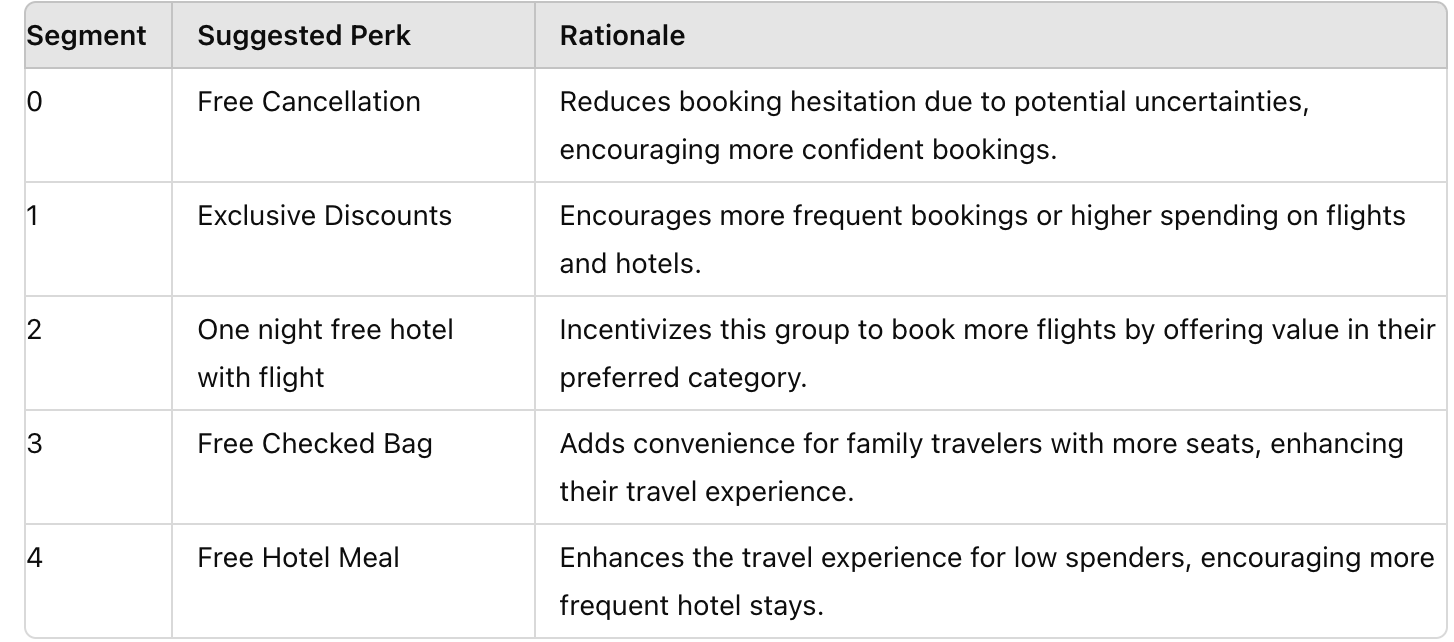 Segment Suggested Perk Rationale
0 Free Cancellation Reduces booking hesitation due to potential uncertainties,
encouraging more confident bookings.
1 Exclusive Discounts Encourages more frequent bookings or higher spending on flights
and hotels.
2 One night free hotel Incentivizes this group to book more flights by offering value in their
with flight preferred category.
3 Free Checked Bag Adds convenience for family travelers with more seats, enhancing
their travel experience.
4 Free Hotel Meal Enhances the travel experience for low spenders, encouraging more
frequent hotel stays.